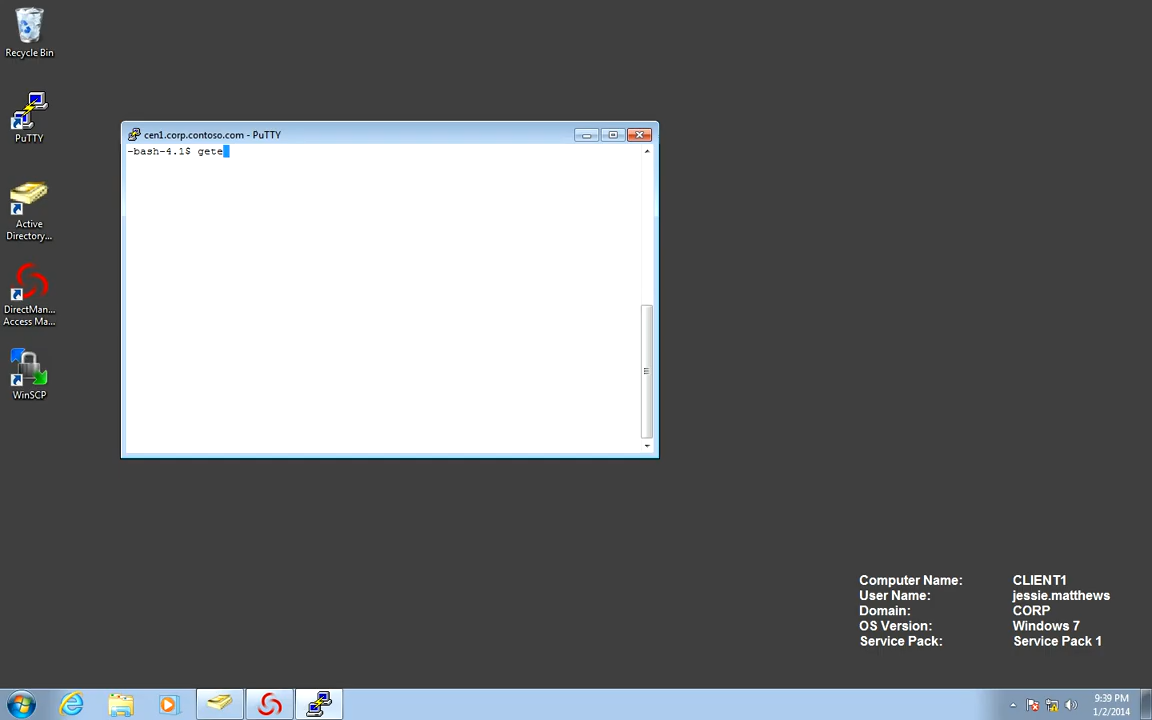 Recycle Bin
PuTTY
Active
Directory...
DirectMan...
Access Ma...
WinSCP
cen1.corp.contoso.com - PuTTY
-bash-4.1$ gete
Computer Name: CLIENT1
User Name: jessie.matthews
Domain: CORP
OS Version: Windows 7
Service Pack: Service Pack 1
9:39 PM
1/2/2014